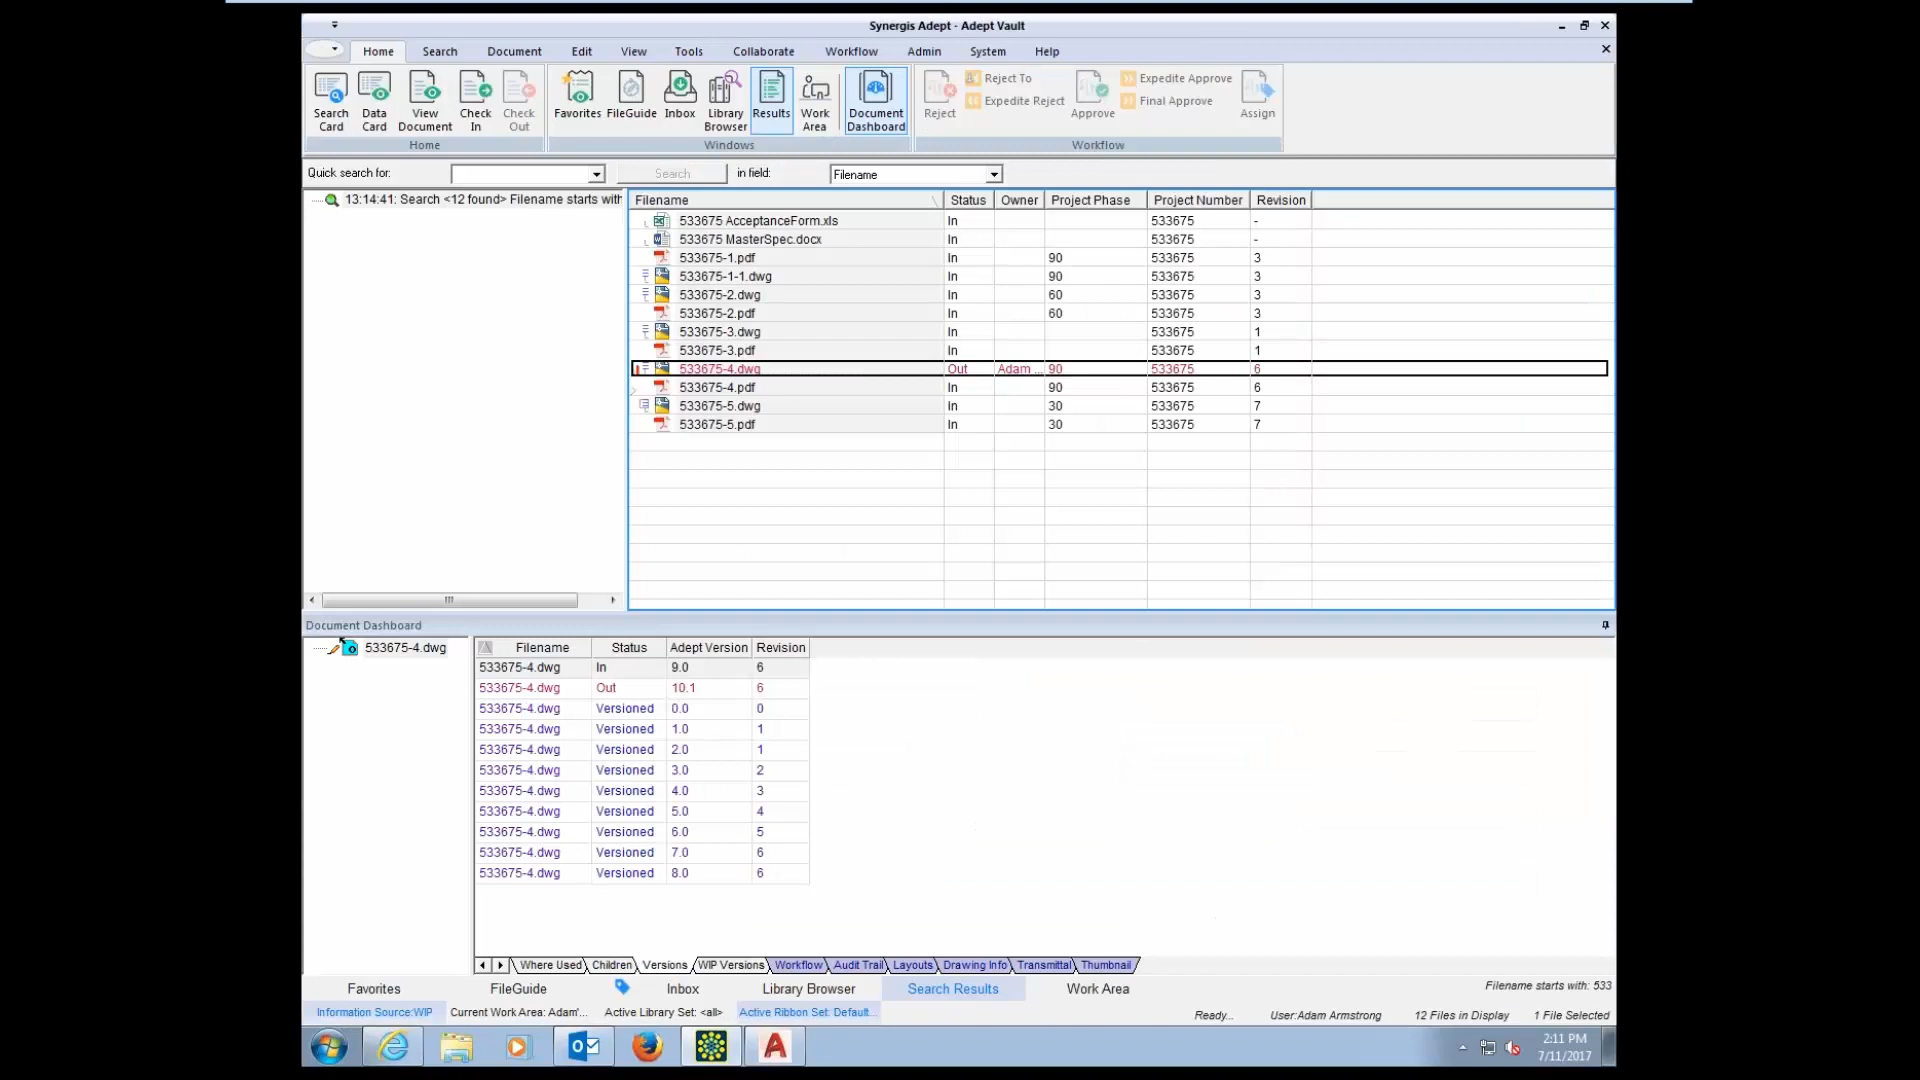 Synergis Adept - Adept Vault
Home Search Document Edit View Tools Collaborate Workflow Admin System Help
Search Card
Data Card
View Document
Check In
Check Out
Home
Favorites
FileGuide
Inbox
Library Browser
Results
Work Area
Document Dashboard
Windows
Reject
Reject To
Expedite Reject
Approve
Expedite Approve
Final Approve
Assign
Workflow
Quick search for: Search in field: Filename
13:14:41: Search <12 found> Filename starts with
Filename Status Owner Project Phase Project Number Revision
533675 AcceptanceForm.xls In 533675 -
533675 MasterSpec.docx In 533675 -
533675-1.pdf In 90 533675 3
533675-1-1.dwg In 90 533675 3
533675-2.dwg In 60 533675 3
533675-2.pdf In 60 533675 3
533675-3.dwg In 533675 1
533675-3.pdf In 533675 1
533675-4.dwg Out Adam ... 90 533675 6
533675-4.pdf In 90 533675 6
533675-5.dwg In 30 533675 7
533675-5.pdf In 30 533675 7
Document Dashboard
533675-4.dwg
Filename Status Adept Version Revision
533675-4.dwg In 9.0 6
533675-4.dwg Out 10.1 6
533675-4.dwg Versioned 0.0 0
533675-4.dwg Versioned 1.0 1
533675-4.dwg Versioned 2.0 1
533675-4.dwg Versioned 3.0 2
533675-4.dwg Versioned 4.0 3
533675-4.dwg Versioned 5.0 4
533675-4.dwg Versioned 6.0 5
533675-4.dwg Versioned 7.0 6
533675-4.dwg Versioned 8.0 6
Where Used Children Versions WIP Versions Workflow Audit Trail Layouts Drawing Info Transmittal Thumbnail
Favorites FileGuide Inbox Library Browser Search Results Work Area Filename starts with: 533
Information Source:WIP Current Work Area: Adam'... Active Library Set: <all> Active Ribbon Set: Default... Ready... User:Adam Armstrong 12 Files in Display 1 File Selected
2:11 PM
7/11/2017